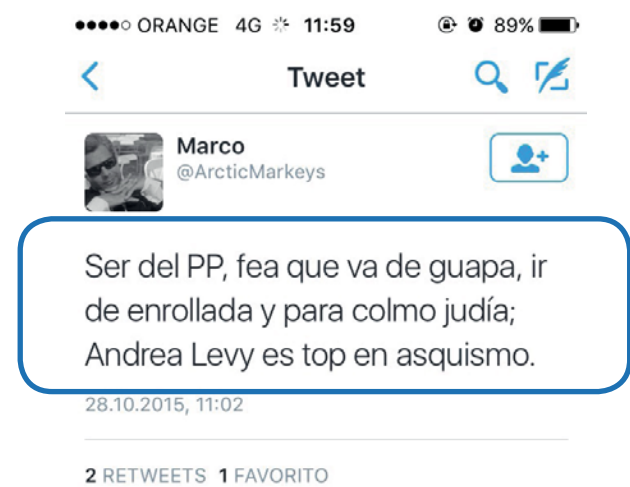 ORANGE 4G 11:59 89%
Tweet
Marco
@ArcticMarkeys
Ser del PP, fea que va de guapa, ir
de enrollada y para colmo judía;
Andrea Levy es top en asquismo.
28.10.2015, 11:02
2 RETWEETS 1 FAVORITO